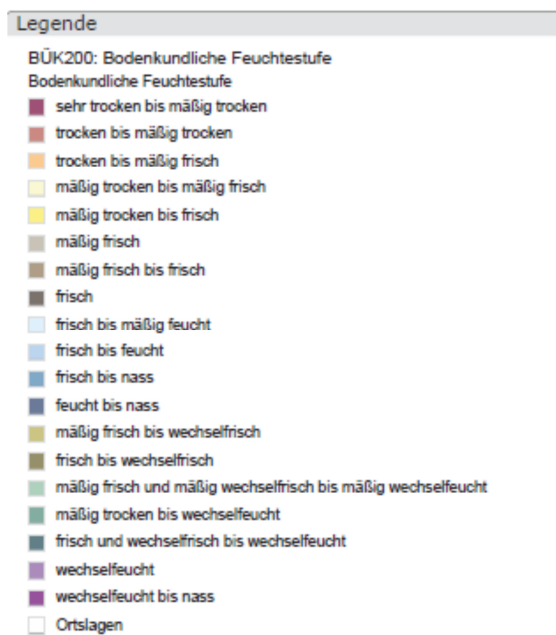 Legende
BÜK200: Bodenkundliche Feuchtestufe
Bodenkundliche Feuchtestufe
sehr trocken bis mäßig trocken
trocken bis mäßig trocken
trocken bis mäßig frisch
mäßig trocken bis mäßig frisch
mäßig trocken bis frisch
mäßig frisch
mäßig frisch bis frisch
frisch
frisch bis mäßig feucht
frisch bis feucht
frisch bis nass
feucht bis nass
mäßig frisch bis wechselfrisch
frisch bis wechselfrisch
mäßig frisch und mäßig wechselfrisch bis mäßig wechselfeucht
mäßig trocken bis wechselfeucht
frisch und wechselfrisch bis wechselfeucht
wechselfeucht
wechselfeucht bis nass
Ortslagen